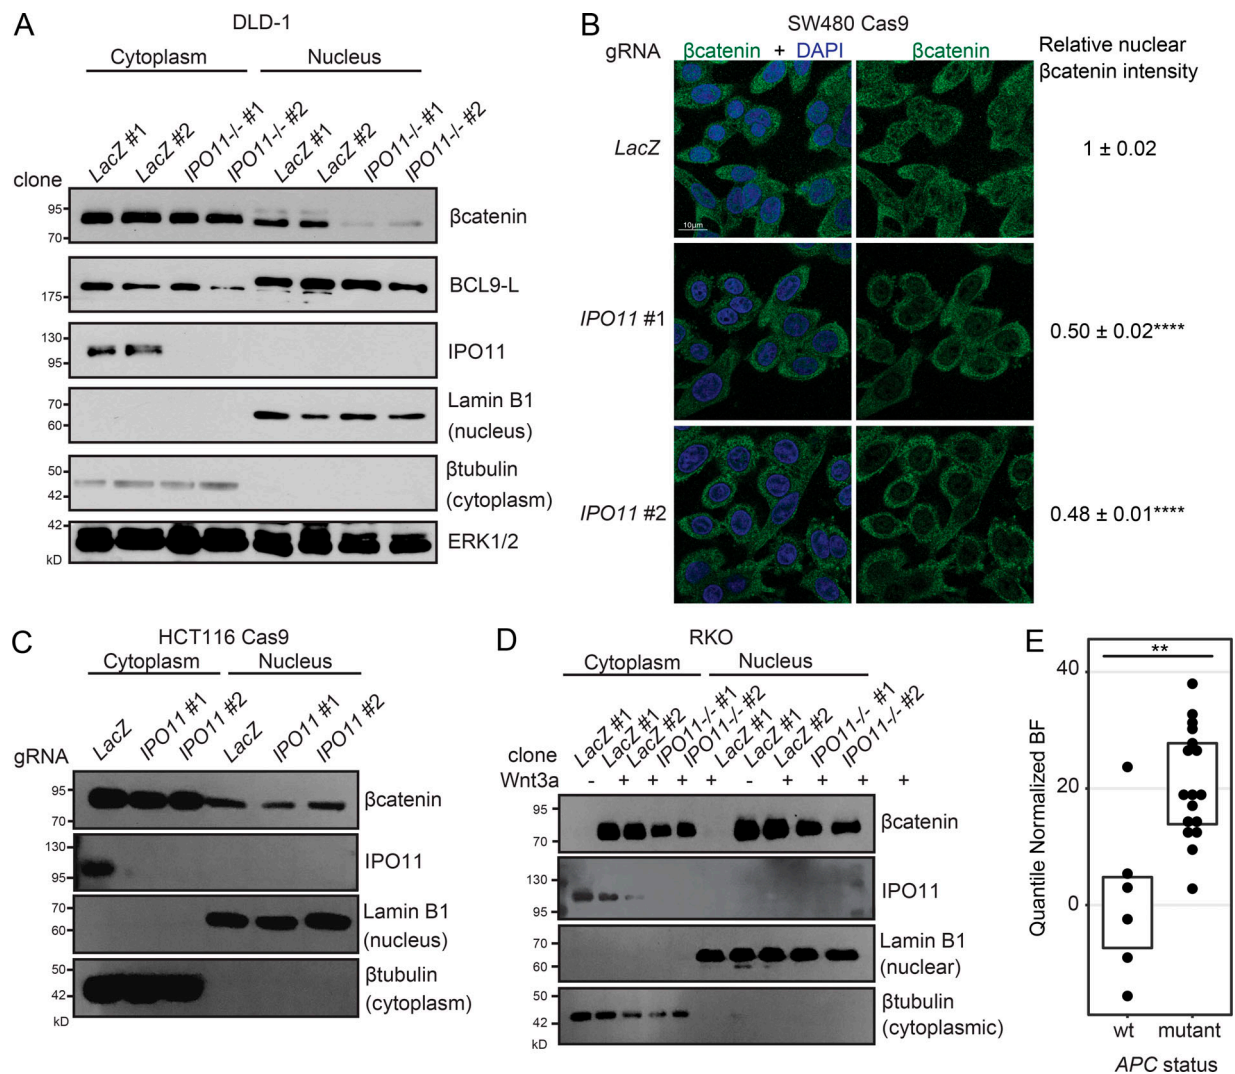 A
DLD-1
Cytoplasm Nucleus
clone LacZ #1 LacZ #2 IPO11-/- #1 IPO11-/- #2 LacZ #1 LacZ #2 IPO11-/- #1 IPO11-/- #2
95
70
βcatenin
175
BCL9-L
130
95
IPO11
70
60
Lamin B1
(nucleus)
50
42
βtubulin
(cytoplasm)
42
kD
ERK1/2
B
SW480 Cas9
gRNA βcatenin + DAPI βcatenin
Relative nuclear
βcatenin intensity
LacZ
10μm
1 ± 0.02
IPO11 #1
0.50 ± 0.02****
IPO11 #2
0.48 ± 0.01****
C
HCT116 Cas9
Cytoplasm Nucleus
gRNA LacZ IPO11 #1 IPO11 #2 LacZ IPO11 #1 IPO11 #2
95
70
βcatenin
130
95
IPO11
70
60
Lamin B1
(nucleus)
50
42
kD
βtubulin
(cytoplasm)
D
RKO
Cytoplasm Nucleus
clone LacZ #1 LacZ #1 LacZ #2 IPO11-/- #1 IPO11-/- #2 LacZ #1 LacZ #1 LacZ #2 IPO11-/- #1 IPO11-/- #2
Wnt3a - + + + + - + + + +
95
70
βcatenin
130
95
IPO11
70
60
Lamin B1
(nuclear)
50
42
kD
βtubulin
(cytoplasmic)
E
**
Quantile Normalized BF
40
20
0
wt mutant
APC status